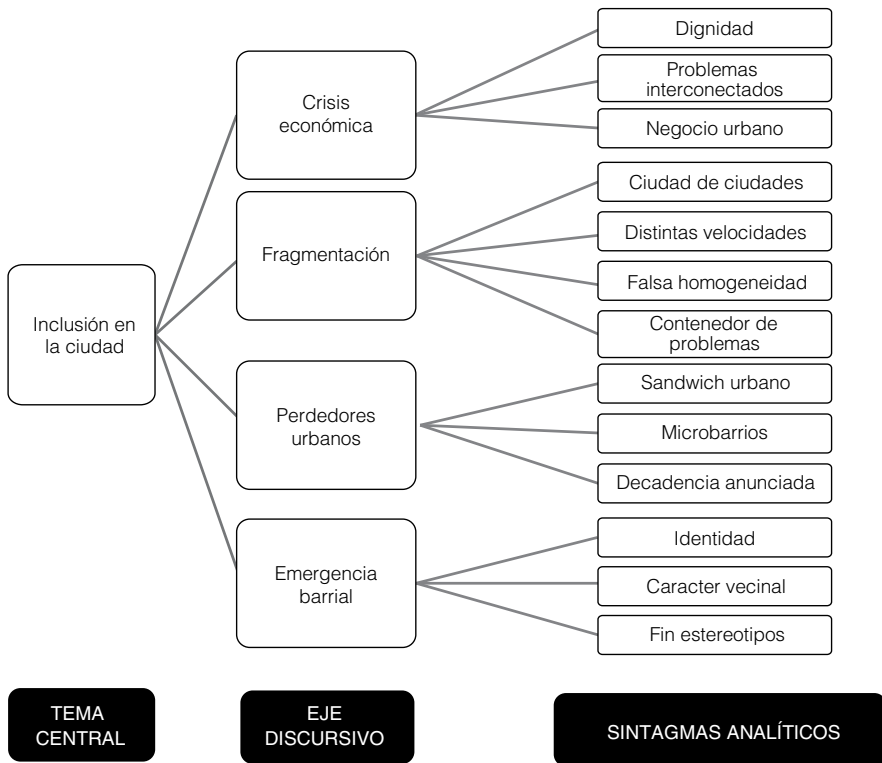 Inclusión en
la ciudad
Crisis
económica
Dignidad
Problemas
interconectados
Negocio urbano
Fragmentación
Ciudad de ciudades
Distintas velocidades
Falsa homogeneidad
Contenedor de
problemas
Perdedores
urbanos
Sandwich urbano
Microbarrios
Decadencia anunciada
Emergencia
barrial
Identidad
Caracter vecinal
Fin estereotipos
TEMA
CENTRAL
EJE
DISCURSIVO
SINTAGMAS ANALÍTICOS